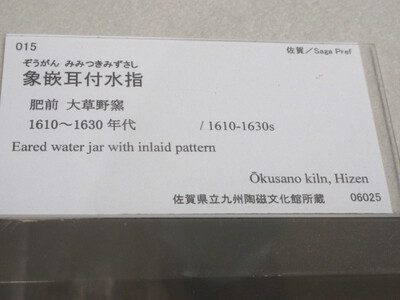 015 佐賀／Saga Pref
ぞうがん みみつきみずさし
象嵌耳付水指
肥前 大草野窯
1610～1630 年代 / 1610-1630s
Eared water jar with inlaid pattern
Ōkusano kiln, Hizen
佐賀県立九州陶磁文化館所蔵 06025